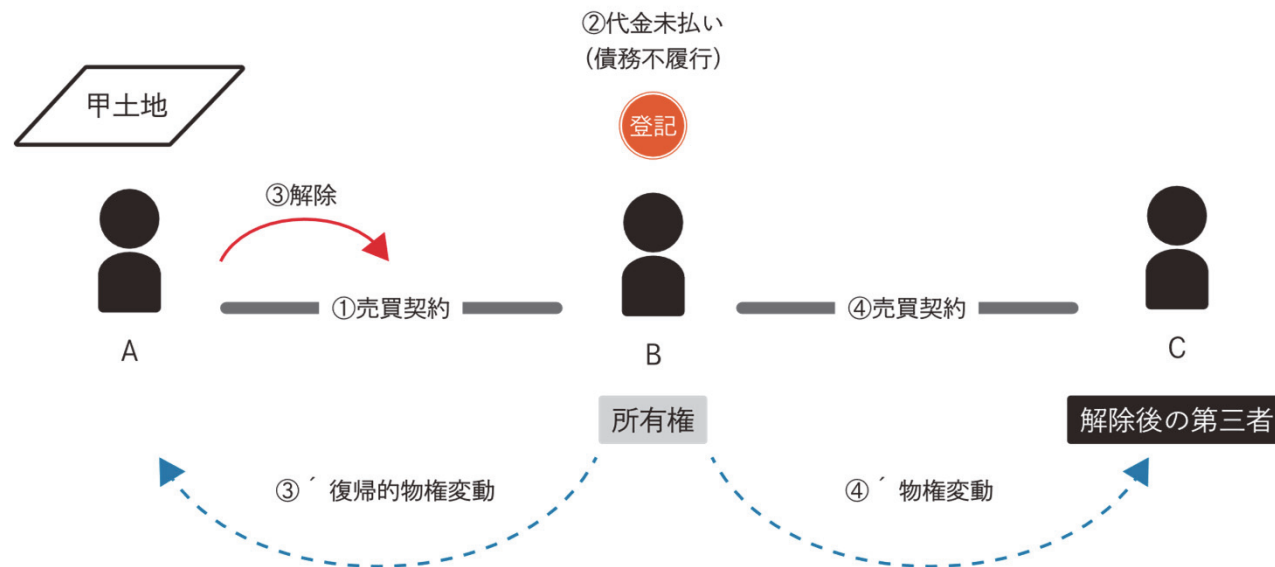 ②代金未払い
(債務不履行)
甲土地
登記
③解除
①売買契約
④売買契約
A
B
C
所有権
解除後の第三者
③´ 復帰的物権変動
④´ 物権変動